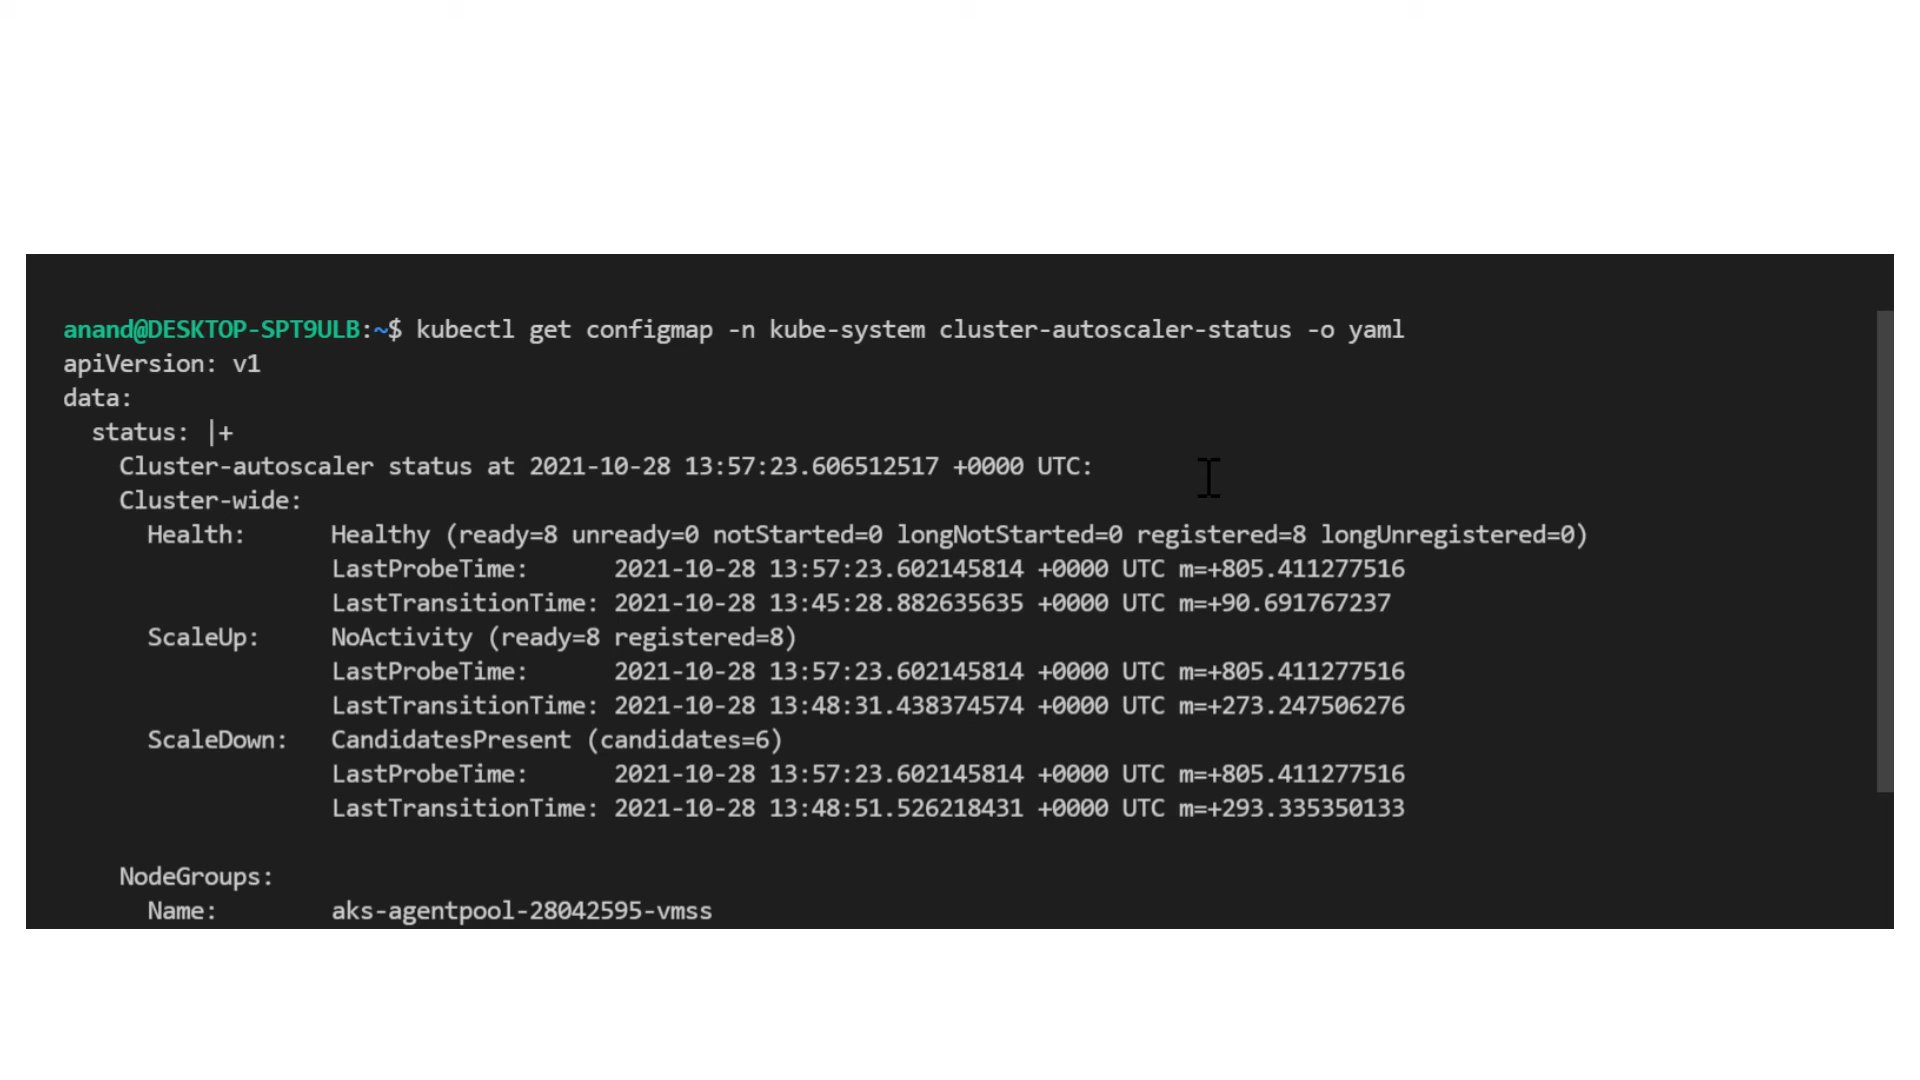 anand@DESKTOP-SPT9ULB:~$ kubectl get configmap -n kube-system cluster-autoscaler-status -o yaml
apiVersion: v1
data:
  status: |+
    Cluster-autoscaler status at 2021-10-28 13:57:23.606512517 +0000 UTC:
    Cluster-wide:
      Health:      Healthy (ready=8 unready=0 notStarted=0 longNotStarted=0 registered=8 longUnregistered=0)
                   LastProbeTime:      2021-10-28 13:57:23.602145814 +0000 UTC m=+805.411277516
                   LastTransitionTime: 2021-10-28 13:45:28.882635635 +0000 UTC m=+90.691767237
      ScaleUp:     NoActivity (ready=8 registered=8)
                   LastProbeTime:      2021-10-28 13:57:23.602145814 +0000 UTC m=+805.411277516
                   LastTransitionTime: 2021-10-28 13:48:31.438374574 +0000 UTC m=+273.247506276
      ScaleDown:   CandidatesPresent (candidates=6)
                   LastProbeTime:      2021-10-28 13:57:23.602145814 +0000 UTC m=+805.411277516
                   LastTransitionTime: 2021-10-28 13:48:51.526218431 +0000 UTC m=+293.335350133
    NodeGroups:
      Name:        aks-agentpool-28042595-vmss